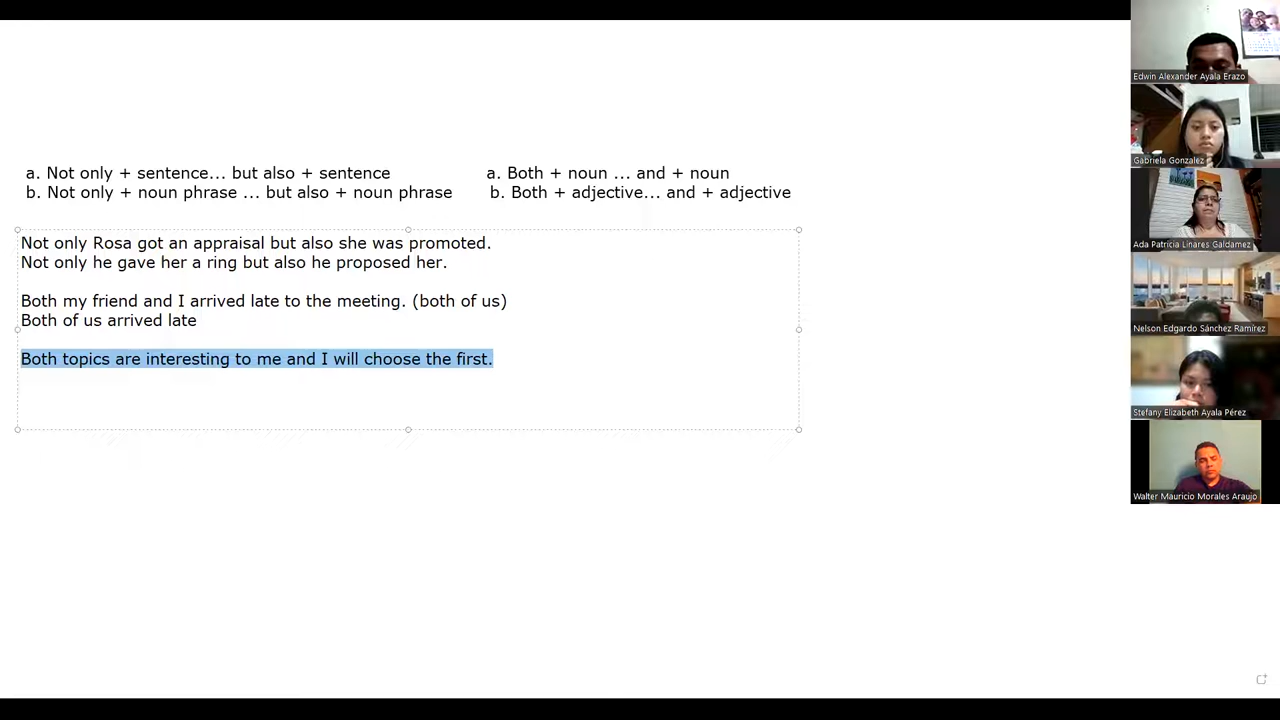 a. Not only + sentence... but also + sentence
b. Not only + noun phrase ... but also + noun phrase
a. Both + noun ... and + noun
b. Both + adjective... and + adjective
Not only Rosa got an appraisal but also she was promoted.
Not only he gave her a ring but also he proposed her.
Both my friend and I arrived late to the meeting. (both of us)
Both of us arrived late
Both topics are interesting to me and I will choose the first.
Edwin Alexander Ayala Erazo
Gabriela Gonzalez
Ada Patricia Linares Galdamez
Nelson Edgardo Sánchez Ramírez
Stefany Elizabeth Ayala Pérez
Walter Mauricio Morales Araujo